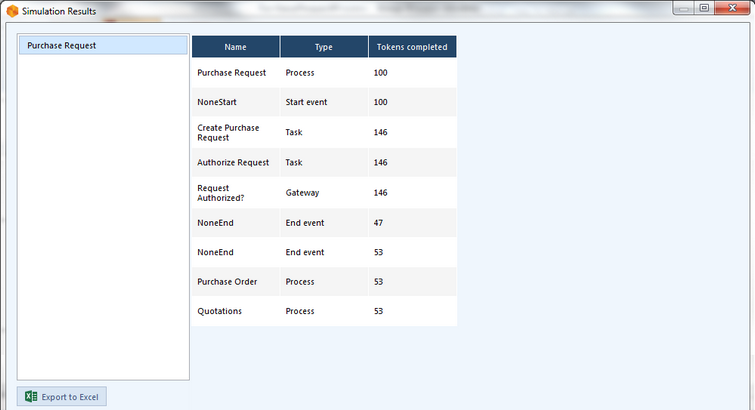 Simulation Results
Purchase Request
Name Type Tokens completed
Purchase Request Process 100
NoneStart Start event 100
Create Purchase
Request Task 146
Authorize Request Task 146
Request
Authorized? Gateway 146
NoneEnd End event 47
NoneEnd End event 53
Purchase Order Process 53
Quotations Process 53
Export to Excel